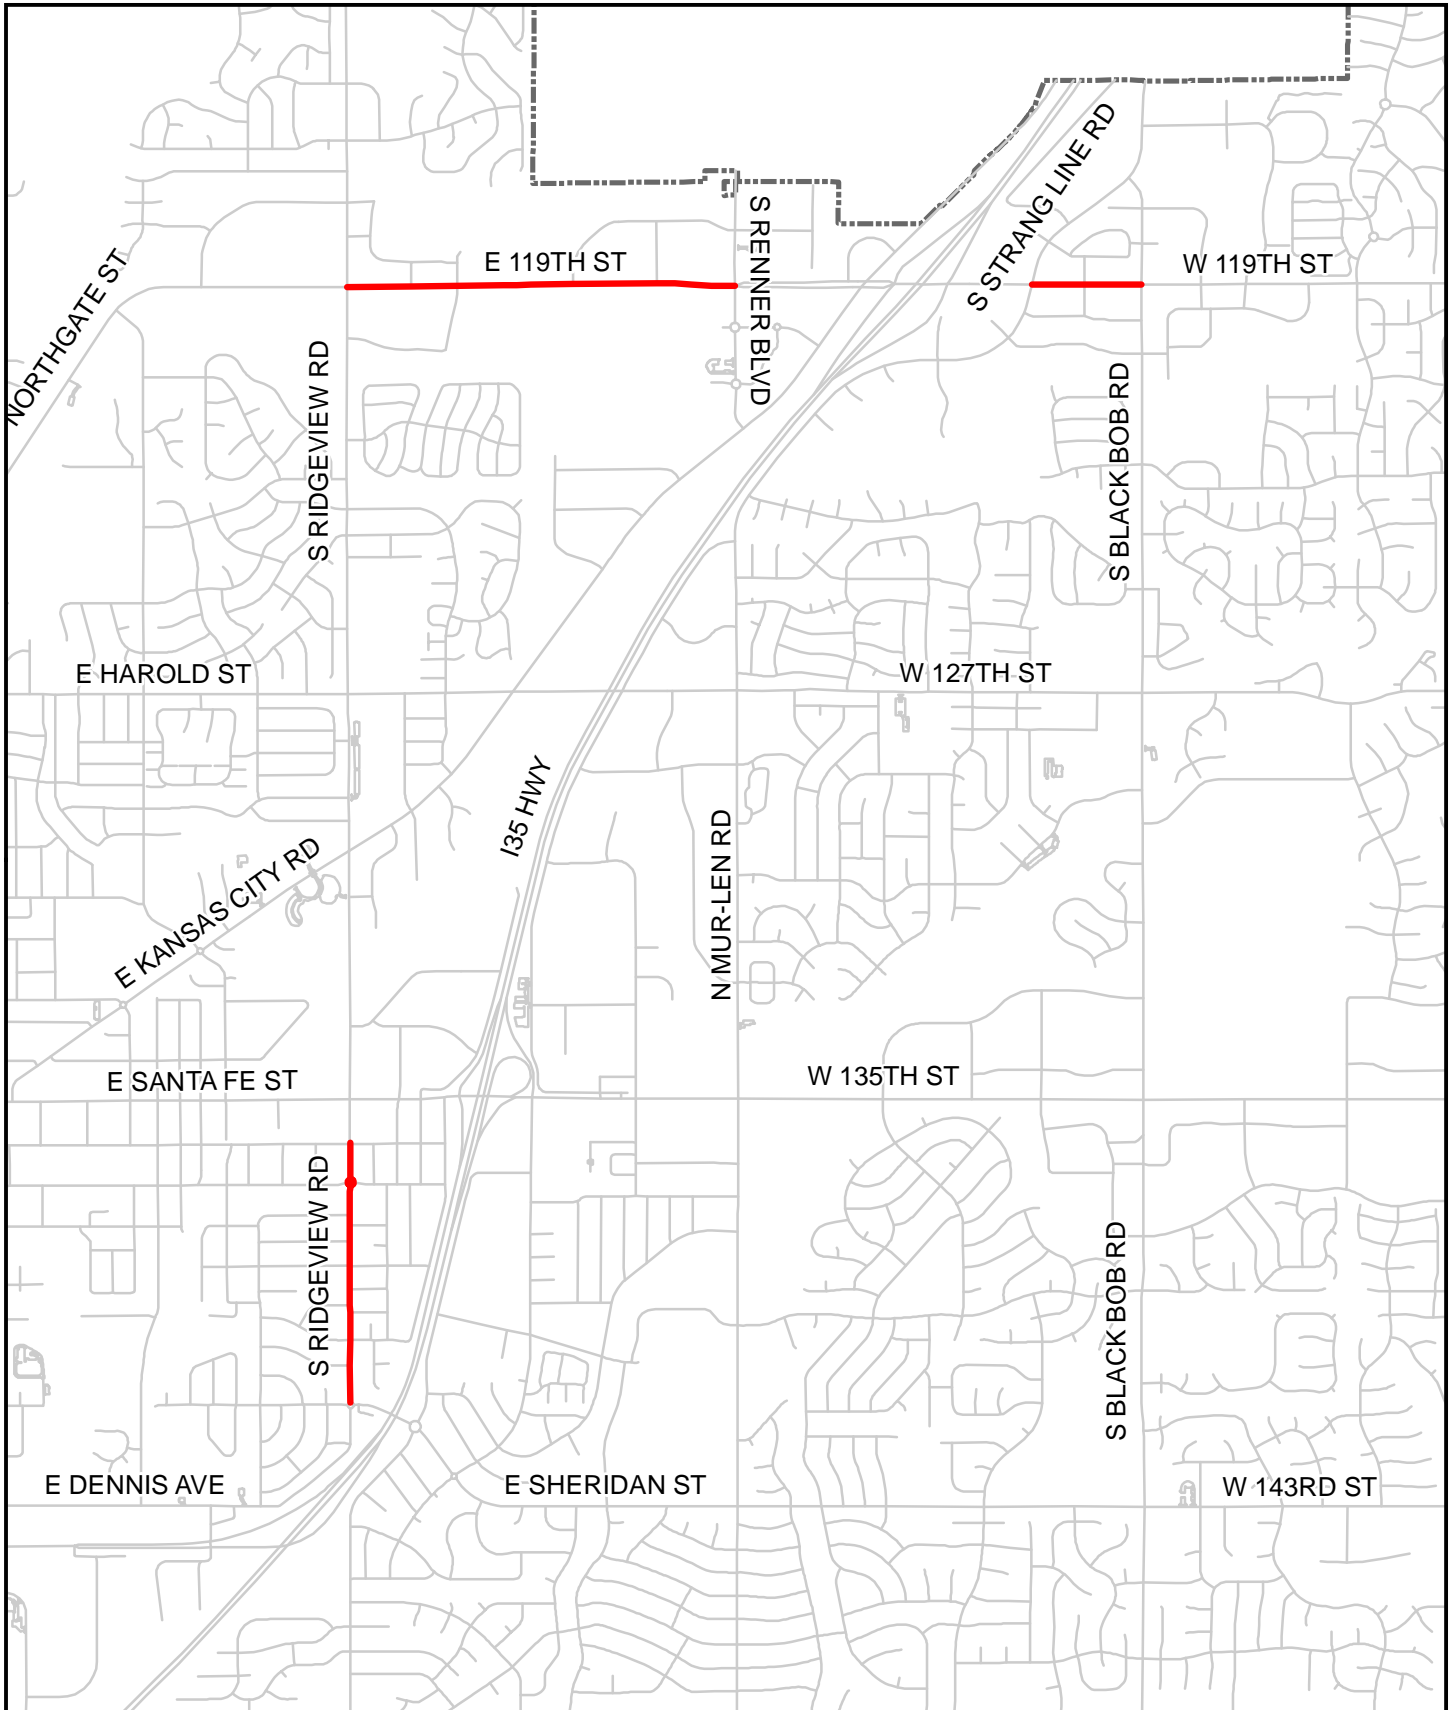 S STRANG LINE RD
S RENNER BLVD
E 119TH ST
W 119TH ST
NORTHGATE ST
S RIDGEVIEW RD
S BLACK BOB RD
E HAROLD ST
W 127TH ST
I35 HWY
N MUR-LEN RD
E KANSAS CITY RD
E SANTA FE ST
W 135TH ST
S RIDGEVIEW RD
S BLACK BOB RD
E DENNIS AVE
E SHERIDAN ST
W 143RD ST